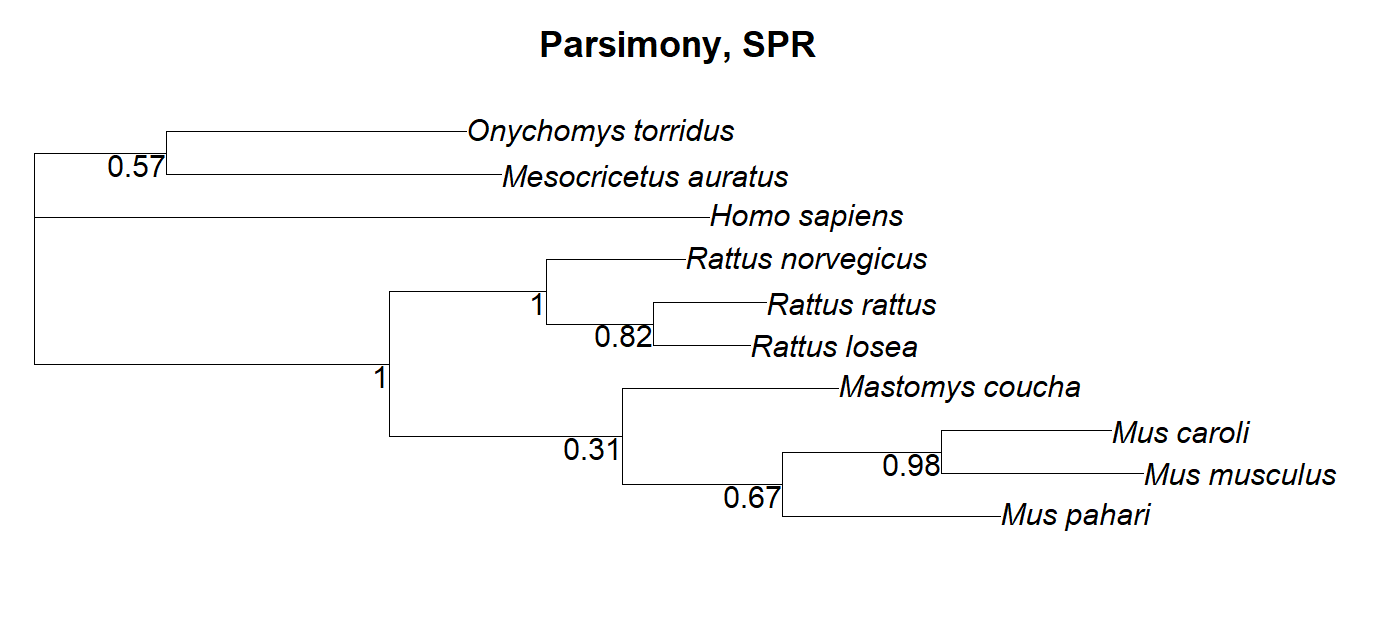 Parsimony, SPR
Onychomys torridus
0.57
Mesocricetus auratus
Homo sapiens
Rattus norvegicus
1
Rattus rattus
0.82
Rattus losea
1
Mastomys coucha
0.31
Mus caroli
0.98
Mus musculus
0.67
Mus pahari